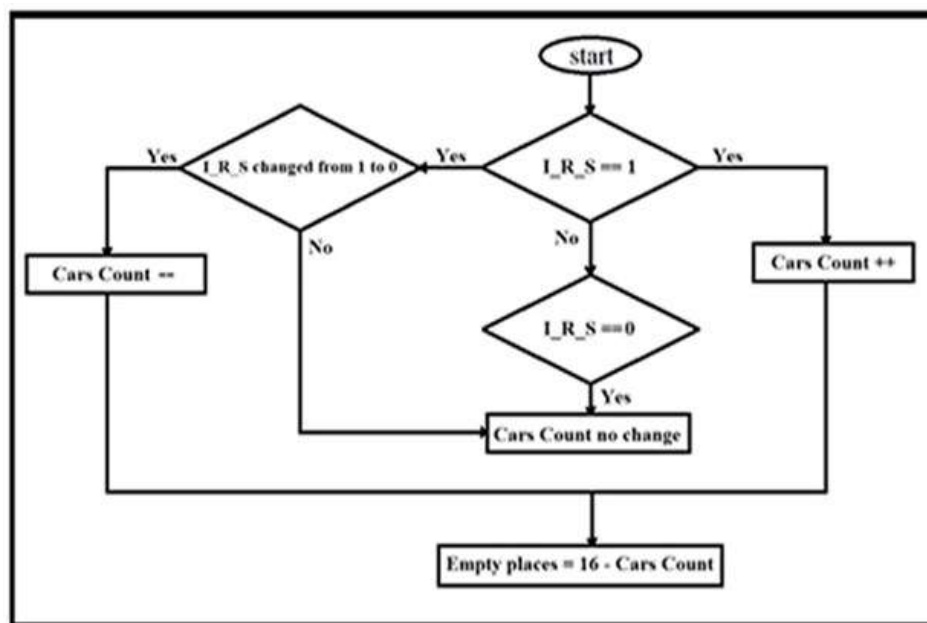 start
I_R_S == 1
Yes
Yes
No
I_R_S changed from 1 to 0
Yes
No
Cars Count --
Cars Count ++
I_R_S ==0
Yes
Cars Count no change
Empty places = 16 - Cars Count